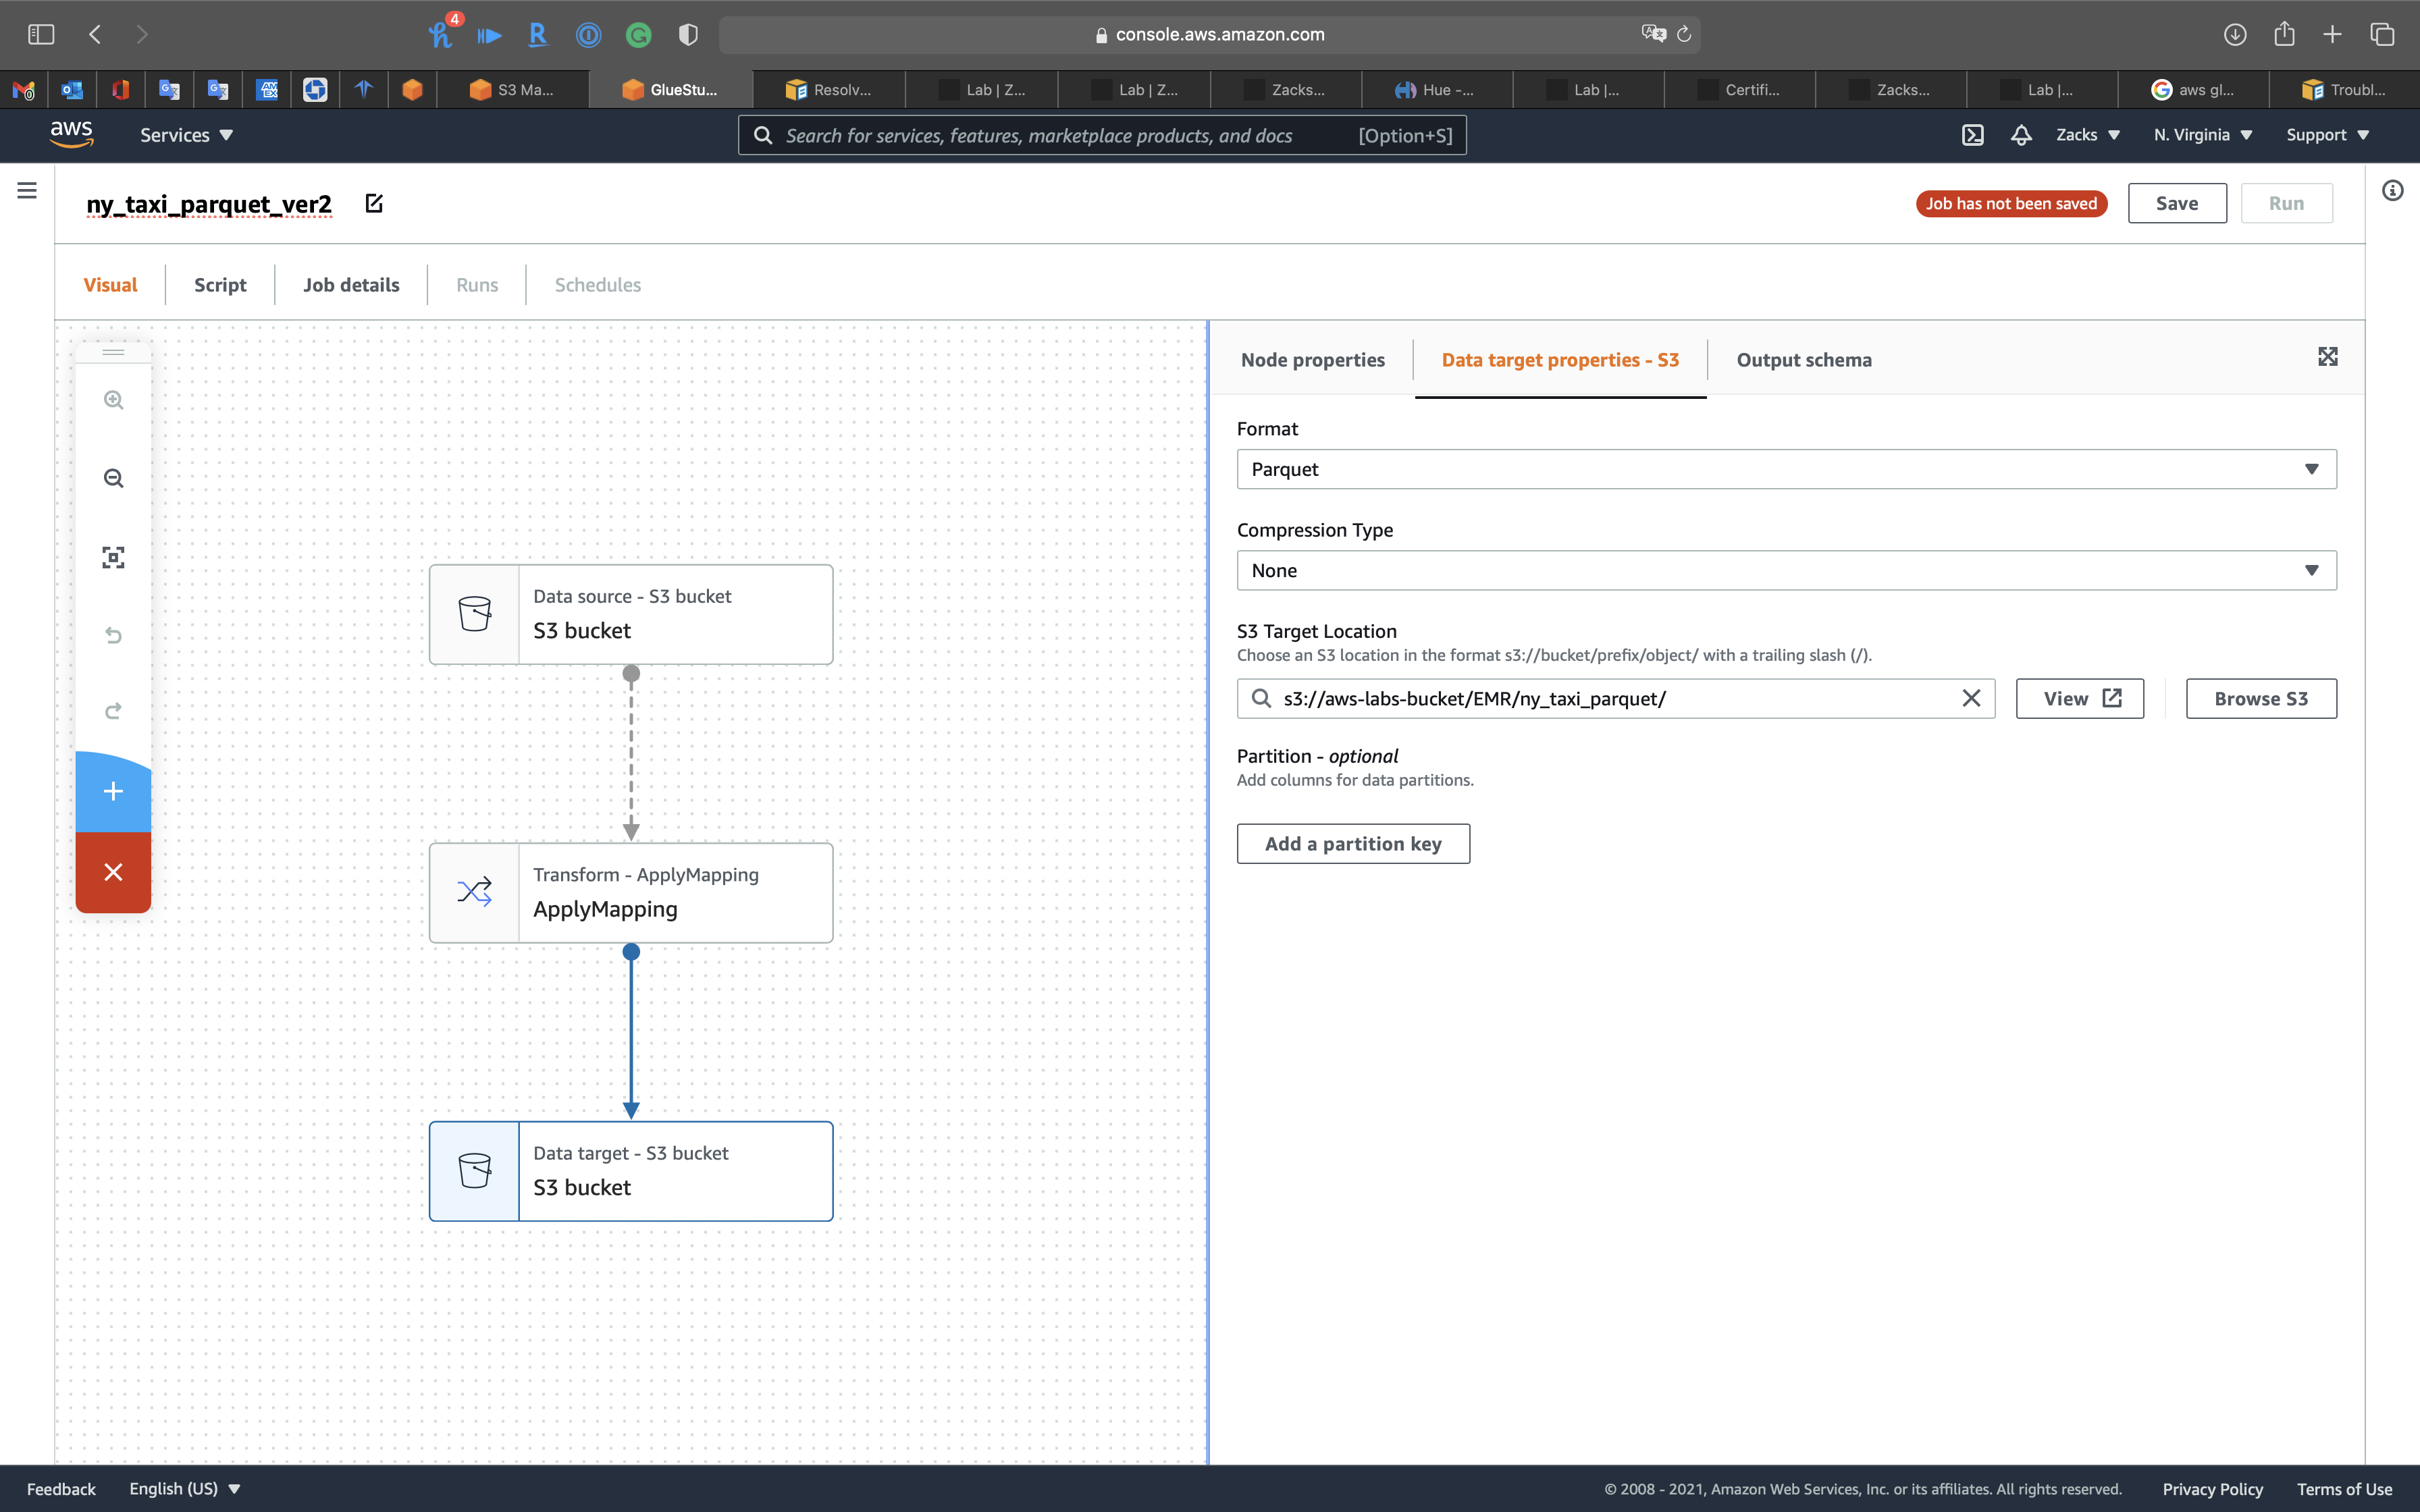 4
console.aws.amazon.com
S3 Ma...
GlueStu...
Resolv...
Lab | Z...
Lab | Z...
Zacks...
Hue -...
Lab |...
Certifi...
Zacks...
Lab |...
aws gl...
Troubl...
aws
Services
Search for services, features, marketplace products, and docs
[Option+S]
Zacks
N. Virginia
Support
ny_taxi_parquet_ver2
Job has not been saved
Save
Run
Visual
Script
Job details
Runs
Schedules
Node properties
Data target properties - S3
Output schema
Format
Parquet
Compression Type
None
S3 Target Location
Choose an S3 location in the format s3://bucket/prefix/object/ with a trailing slash (/).
s3://aws-labs-bucket/EMR/ny_taxi_parquet/
View
Browse S3
Partition - optional
Add columns for data partitions.
Add a partition key
Data source - S3 bucket
S3 bucket
Transform - ApplyMapping
ApplyMapping
Data target - S3 bucket
S3 bucket
Feedback
English (US)
© 2008 - 2021, Amazon Web Services, Inc. or its affiliates. All rights reserved.
Privacy Policy
Terms of Use